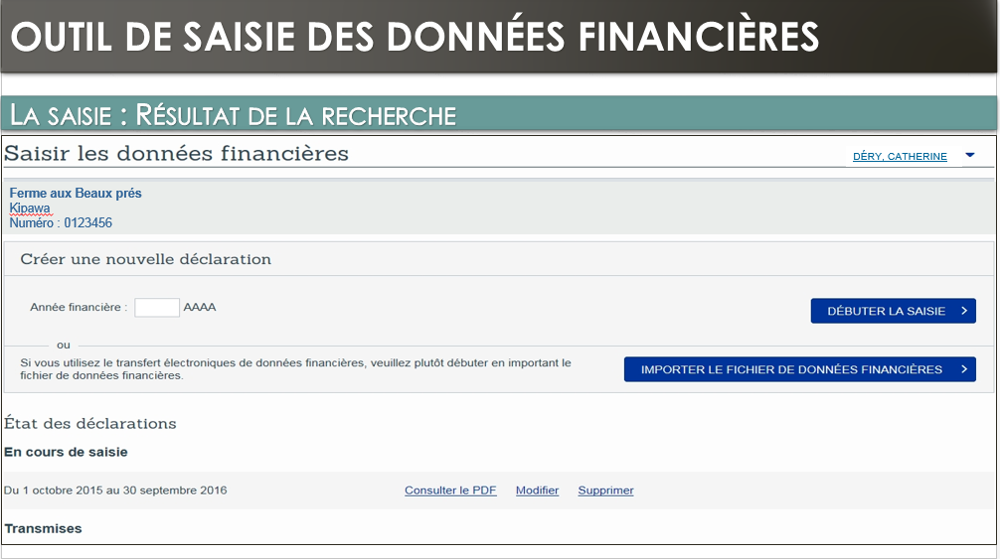 OUTIL DE SAISIE DES DONNÉES FINANCIÈRES
LA SAISIE : RÉSULTAT DE LA RECHERCHE
Saisir les données financières
DÉRY, CATHERINE
Ferme aux Beaux prés
Kipawa
Numéro : 0123456
Créer une nouvelle déclaration
Année financière : AAAA
DÉBUTER LA SAISIE
ou
Si vous utilisez le transfert électroniques de données financières, veuillez plutôt débuter en important le
fichier de données financières.
IMPORTER LE FICHIER DE DONNÉES FINANCIÈRES
État des déclarations
En cours de saisie
Du 1 octobre 2015 au 30 septembre 2016 Consulter le PDF Modifier Supprimer
Transmises